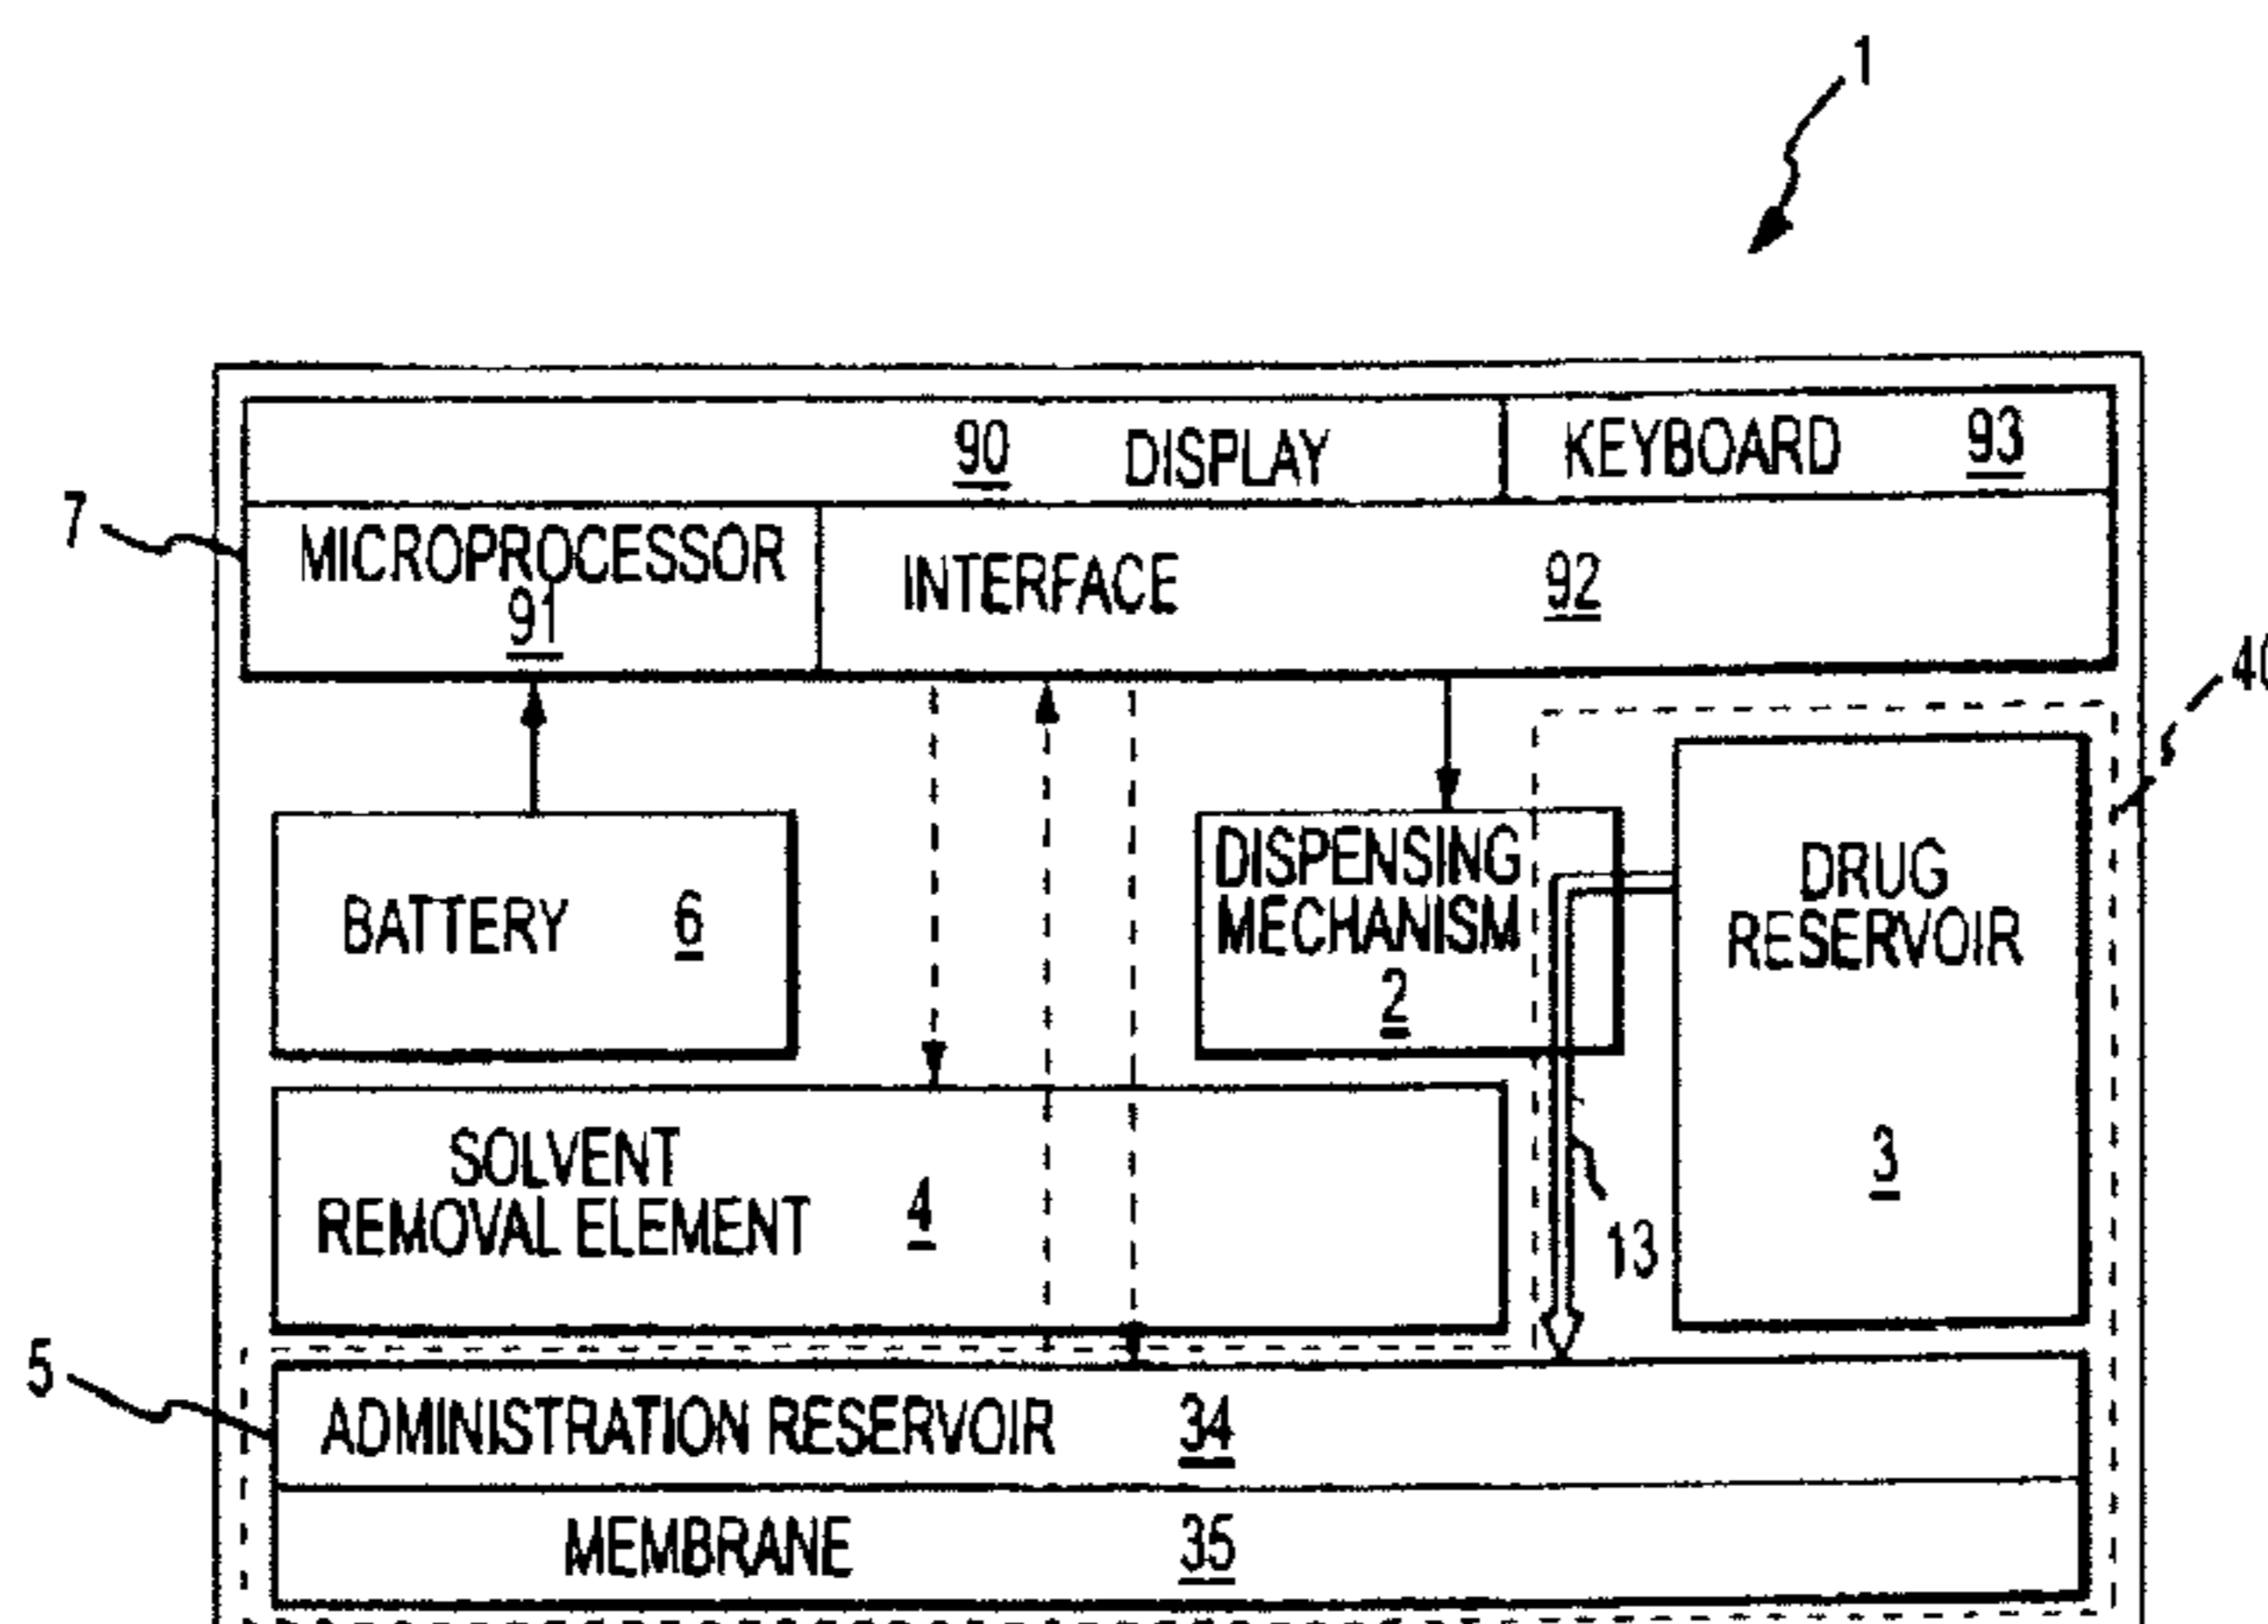 1
90 DISPLAY
KEYBOARD 93
7
MICROPROCESSOR
91
INTERFACE 92
BATTERY 6
DISPENSING
MECHANISM
2
DRUG
RESERVOIR
3
SOLVENT
REMOVAL ELEMENT 4
13
5
ADMINISTRATION RESERVOIR 34
MEMBRANE 35